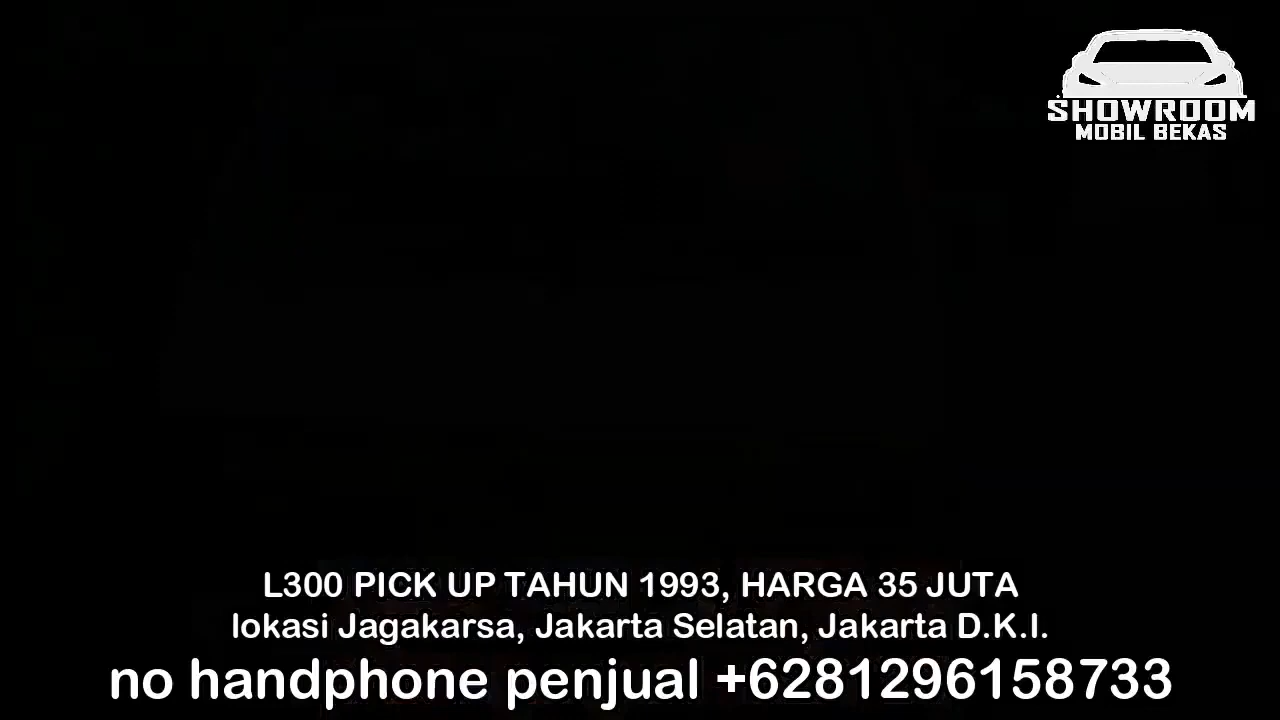 SHOWROOM
MOBIL BEKAS
L300 PICK UP TAHUN 1993, HARGA 35 JUTA
lokasi Jagakarsa, Jakarta Selatan, Jakarta D.K.I.
no handphone penjual +6281296158733